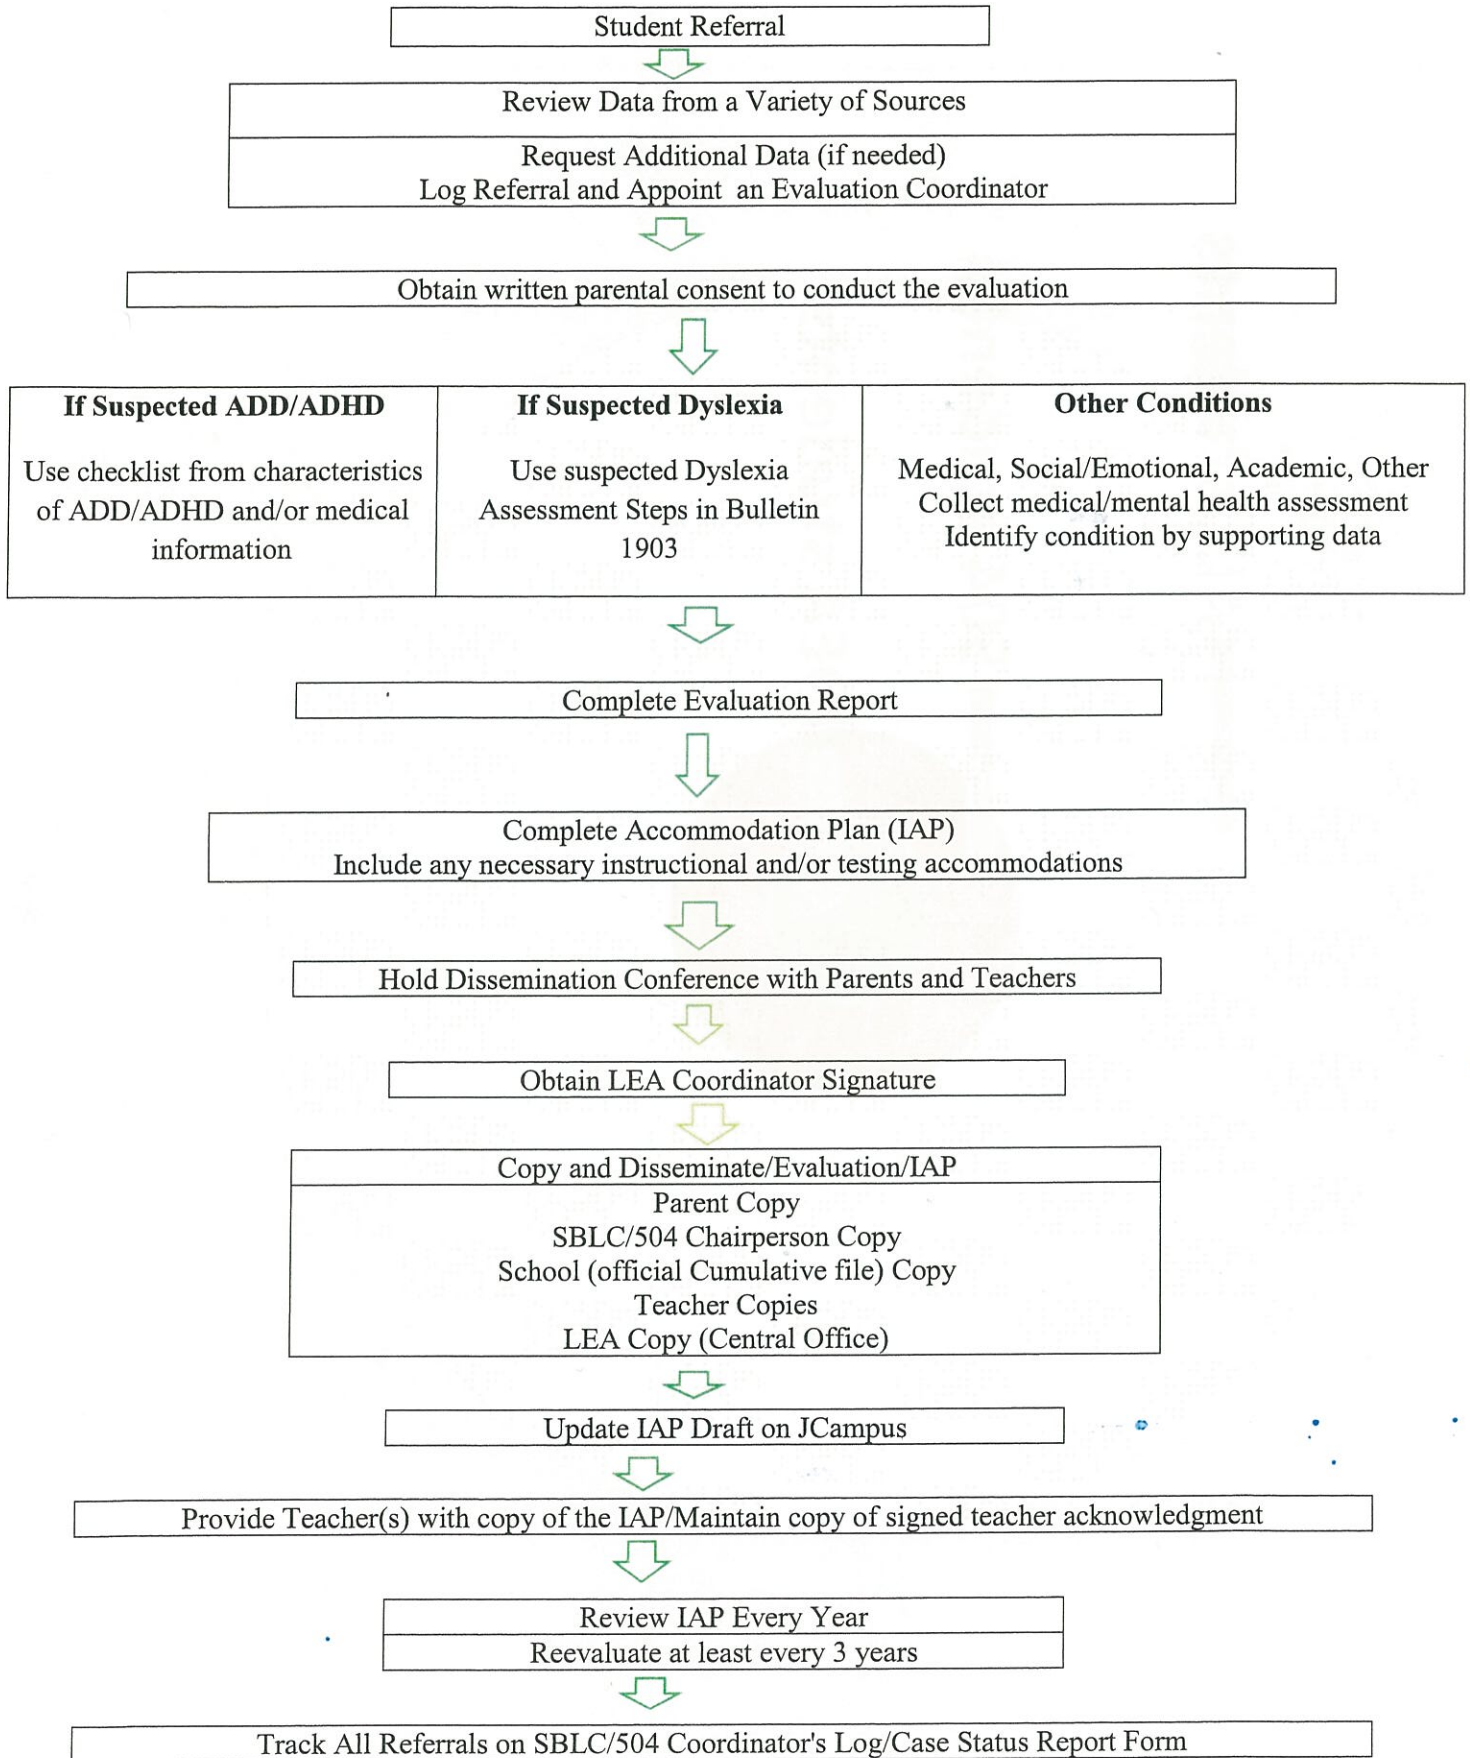 Student Referral
Review Data from a Variety of Sources
Request Additional Data (if needed)
Log Referral and Appoint an Evaluation Coordinator
Obtain written parental consent to conduct the evaluation
If Suspected ADD/ADHD
Use checklist from characteristics
of ADD/ADHD and/or medical
information
If Suspected Dyslexia
Use suspected Dyslexia
Assessment Steps in Bulletin
1903
Other Conditions
Medical, Social/Emotional, Academic, Other
Collect medical/mental health assessment
Identify condition by supporting data
Complete Evaluation Report
Complete Accommodation Plan (IAP)
Include any necessary instructional and/or testing accommodations
Hold Dissemination Conference with Parents and Teachers
Obtain LEA Coordinator Signature
Copy and Disseminate/Evaluation/IAP
Parent Copy
SBLC/504 Chairperson Copy
School (official Cumulative file) Copy
Teacher Copies
LEA Copy (Central Office)
Update IAP Draft on JCampus
Provide Teacher(s) with copy of the IAP/Maintain copy of signed teacher acknowledgment
Review IAP Every Year
Reevaluate at least every 3 years
Track All Referrals on SBLC/504 Coordinator's Log/Case Status Report Form